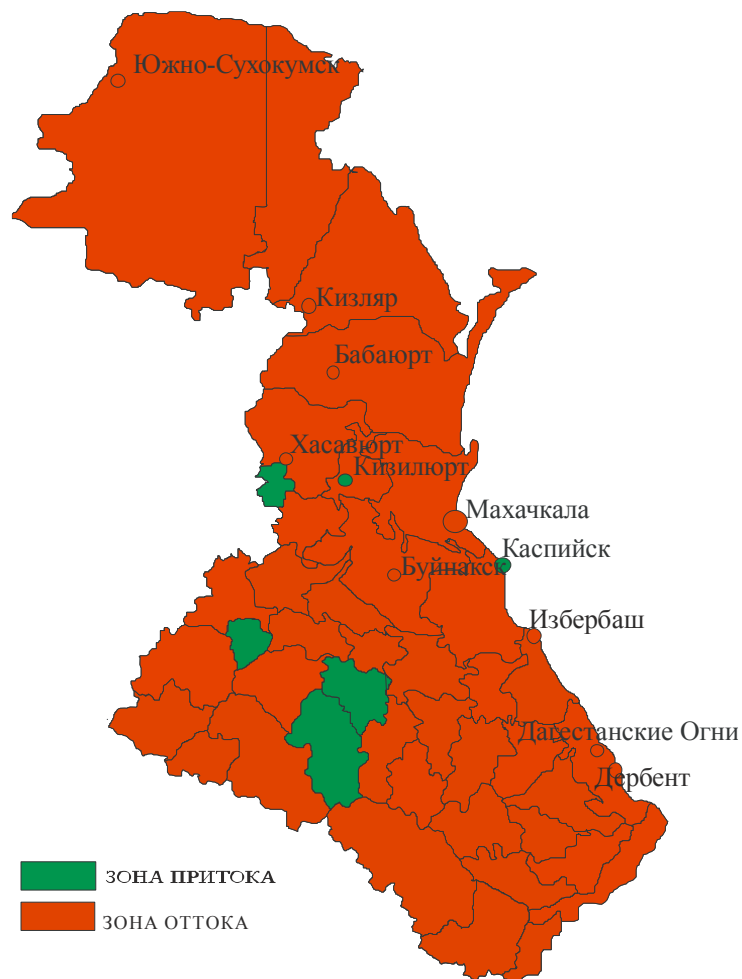 Южно-Сухокумск
Кизляр
Бабаюрт
Хасавюрт
Кизилюрт
Махачкала
Каспийск
Буйнакск
Избербаш
Дагестанские Огни
Дербент
ЗОНА ПРИТОКА
ЗОНА ОТТОКА